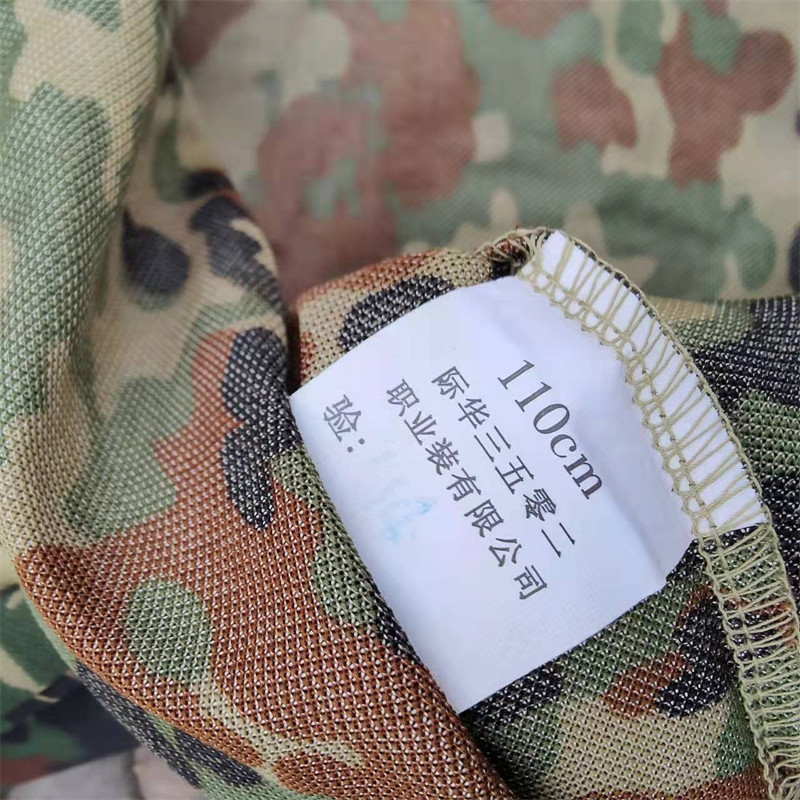 110cm
际华三五零二
职业装有限公司
验：